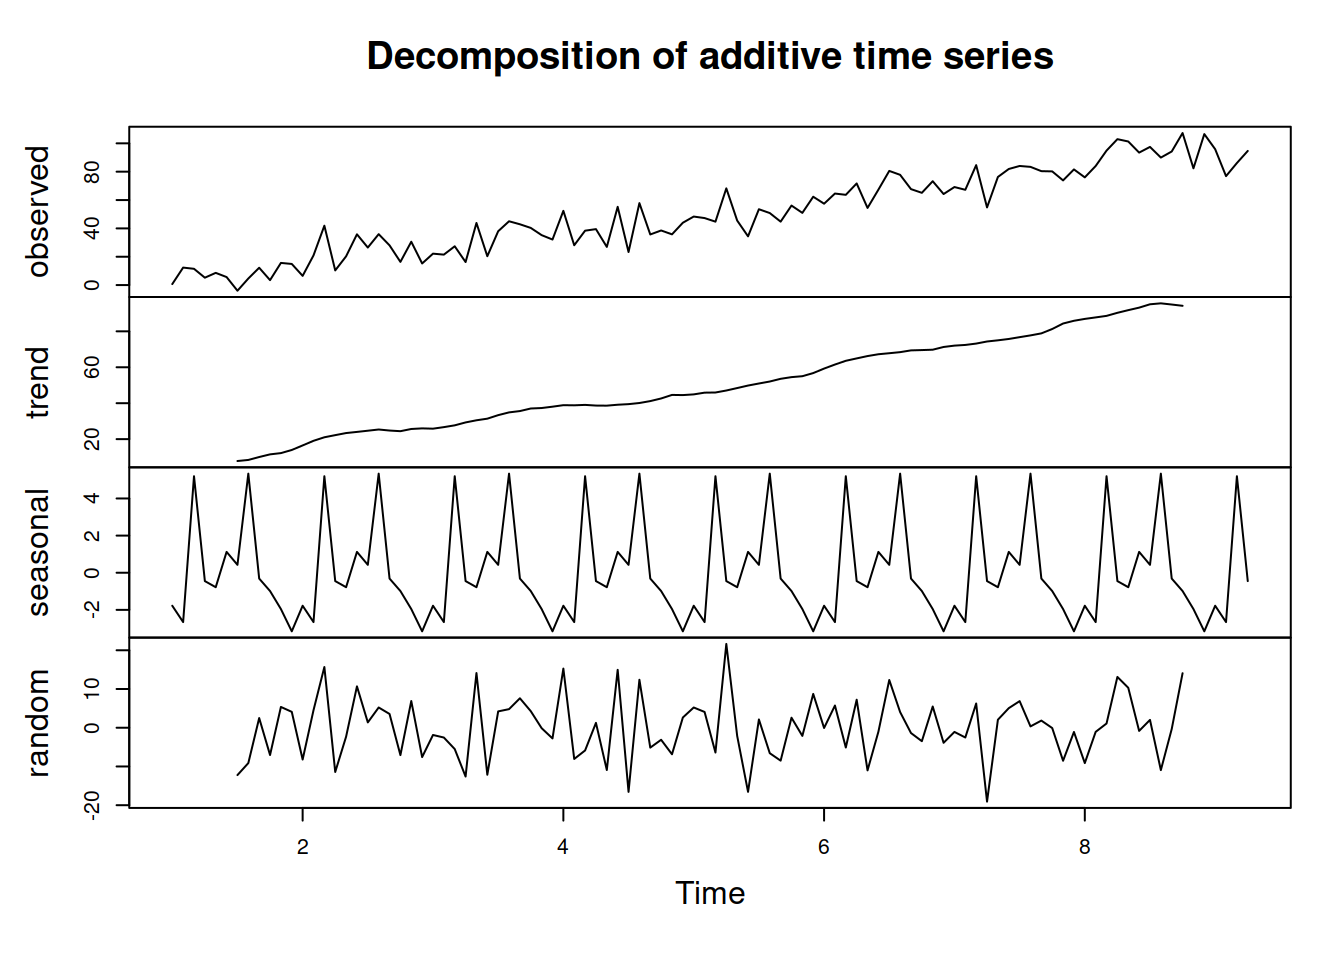 Decomposition of additive time series
observed
0 40 80
trend
20 60
seasonal
-2 0 2 4
random
-20 0 10
2 4 6 8
Time